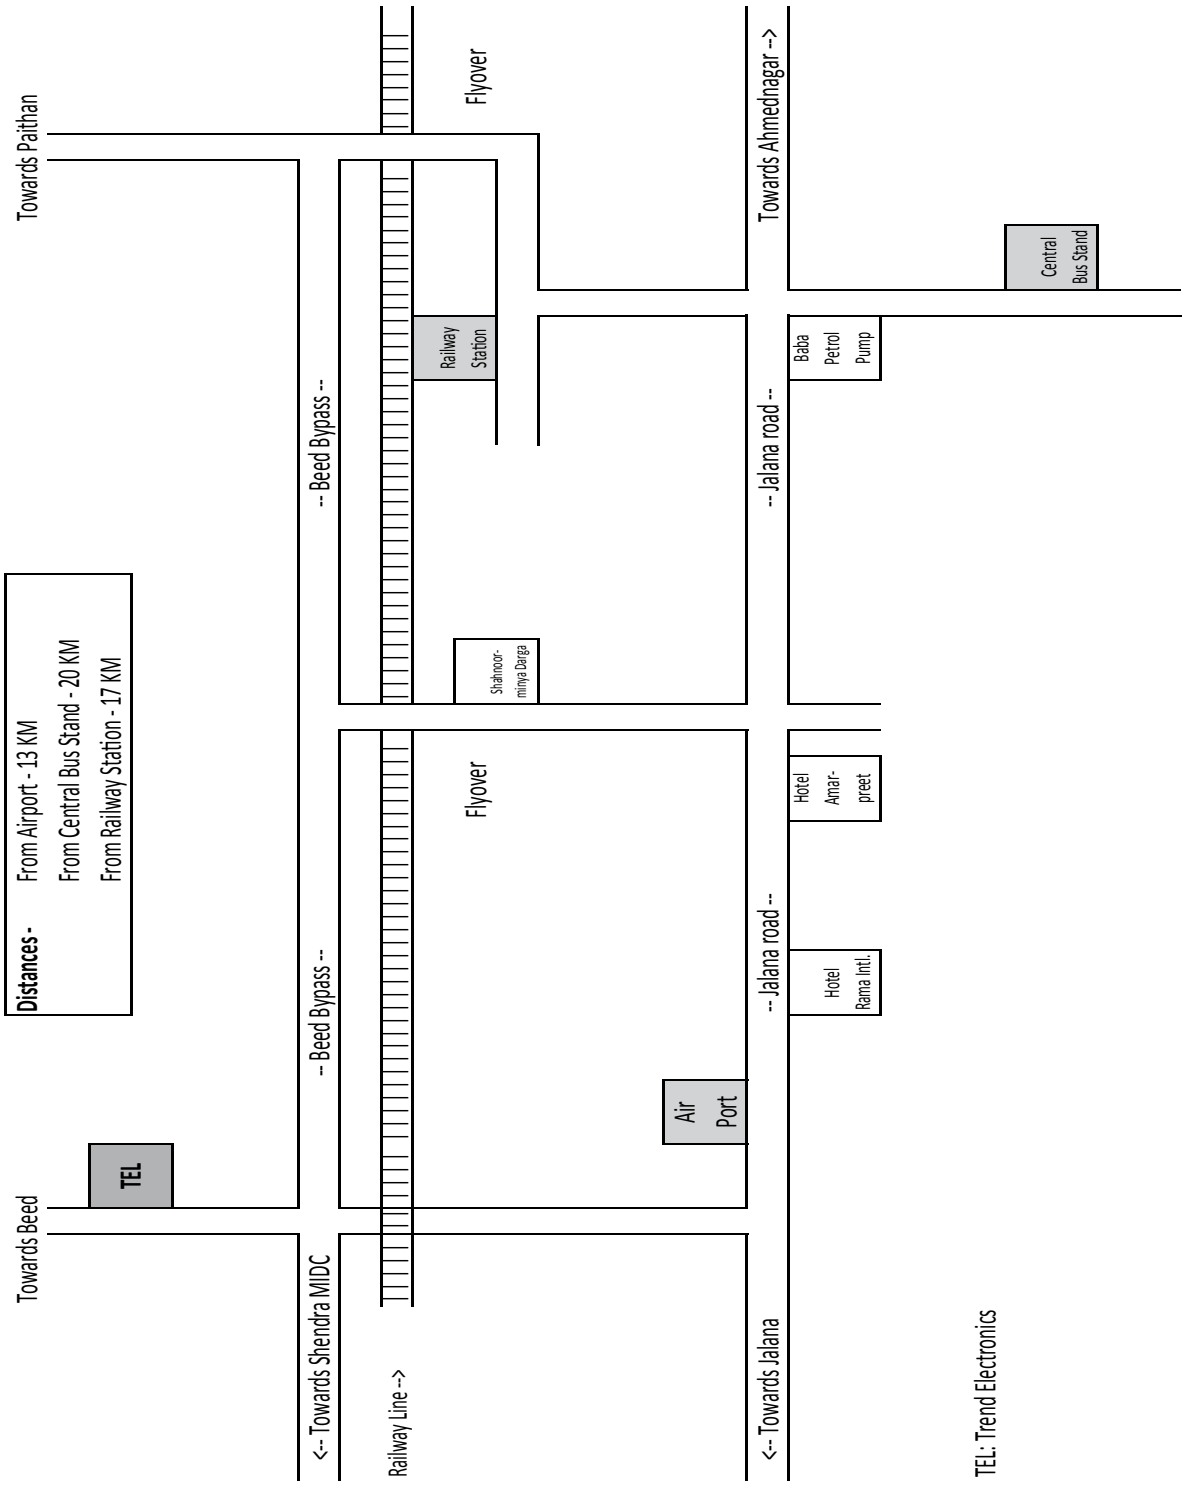 Towards Beed
Towards Paithan
Distances -
From Airport - 13 KM
From Central Bus Stand - 20 KM
From Railway Station - 17 KM
TEL
<-- Towards Shendra MIDC
-- Beed Bypass --
-- Beed Bypass --
Railway Line -->
Flyover
Flyover
Railway
Station
Shahnoor-
minya Darga
Air
Port
<-- Towards Jalana
-- Jalana road --
-- Jalana road --
Towards Ahmednagar -->
Hotel
Rama Intl.
Hotel
Amar-
preet
Baba
Petrol
Pump
Central
Bus Stand
TEL: Trend Electronics